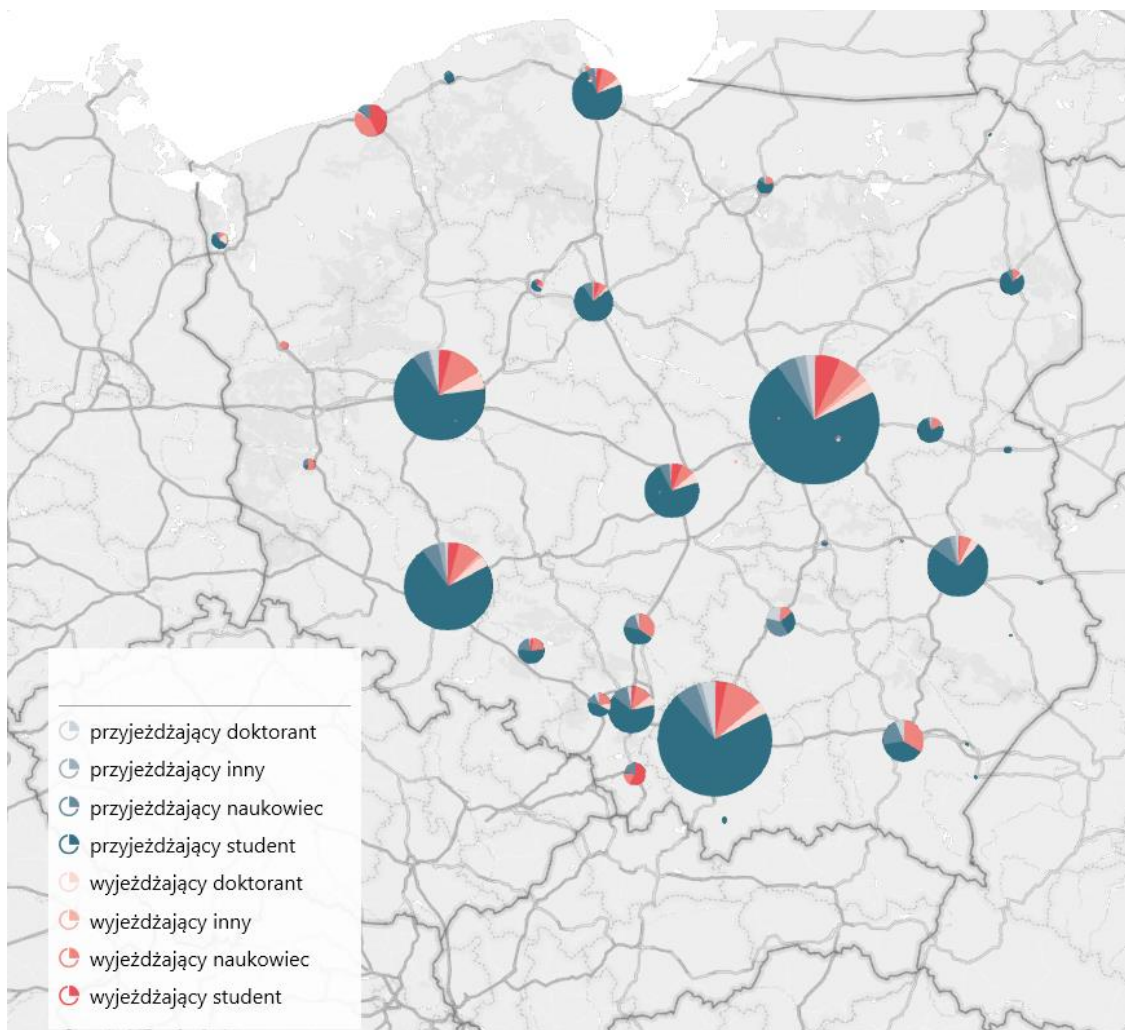 przyjeżdżający doktorant
przyjeżdżający inny
przyjeżdżający naukowiec
przyjeżdżający student
wyjeżdżający doktorant
wyjeżdżający inny
wyjeżdżający naukowiec
wyjeżdżający student